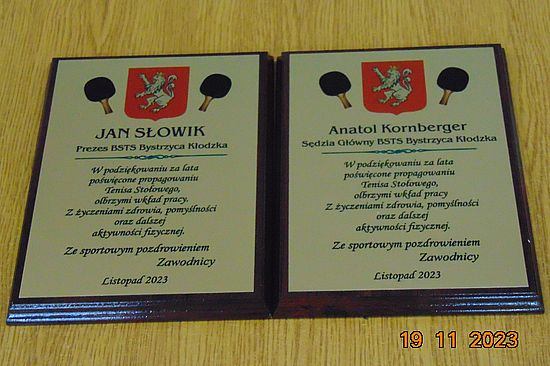 JAN SŁOWIK
Prezes BSTS Bystrzyca Kłodzka
W podziękowaniu za lata
poświęcone propagowaniu
Tenisa Stołowego,
olbrzymi wkład pracy.
Z życzeniami zdrowia, pomyślności
oraz dalszej
aktywności fizycznej.
Ze sportowym pozdrowieniem
Zawodnicy
Listopad 2023
Anatol Kornberger
Sędzia Główny BSTS Bystrzyca Kłodzka
W podziękowaniu za lata
poświęcone propagowaniu
Tenisa Stołowego,
olbrzymi wkład pracy.
Z życzeniami zdrowia, pomyślności
oraz dalszej
aktywności fizycznej.
Ze sportowym pozdrowieniem
Zawodnicy
Listopad 2023
19 11 2023